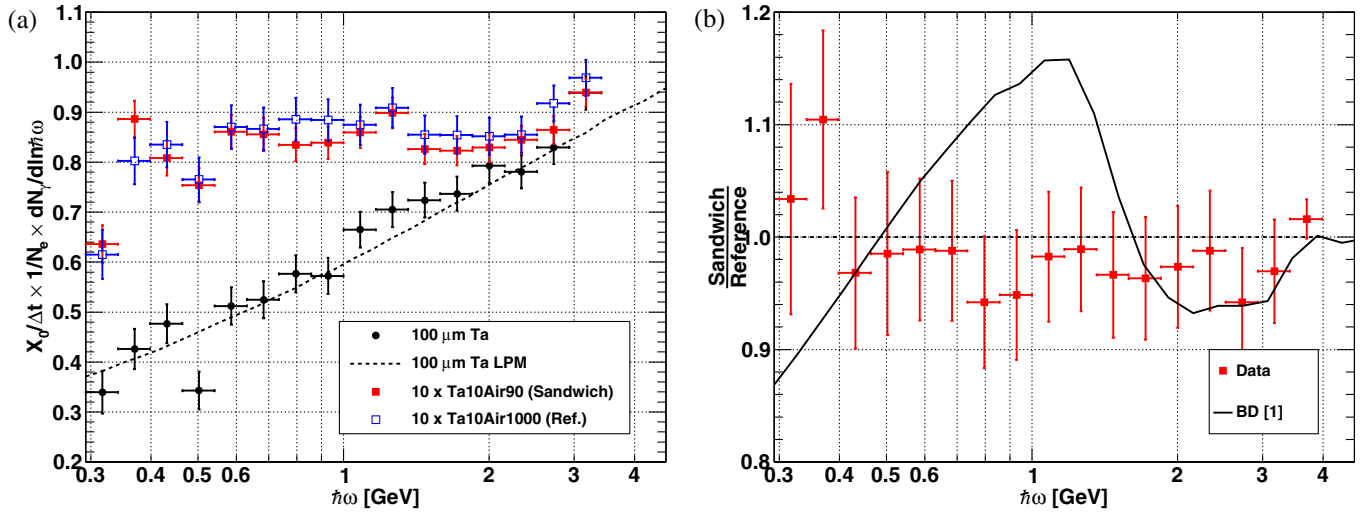 (a)
X₀/Δt × 1/Nₑ × dNᵧ/dlnħω
1.1
1.0
0.9
0.8
0.7
0.6
0.5
0.4
0.3
0.2
0.3 0.4 0.5 0.6 1 2 3 4
ħω [GeV]
100 μm Ta
100 μm Ta LPM
10 x Ta10Air90 (Sandwich)
10 x Ta10Air1000 (Ref.)
(b)
Sandwich
Reference
1.2
1.1
1.0
0.9
0.8
0.3 0.4 0.5 0.6 1 2 3 4
ħω [GeV]
Data
BD [1]